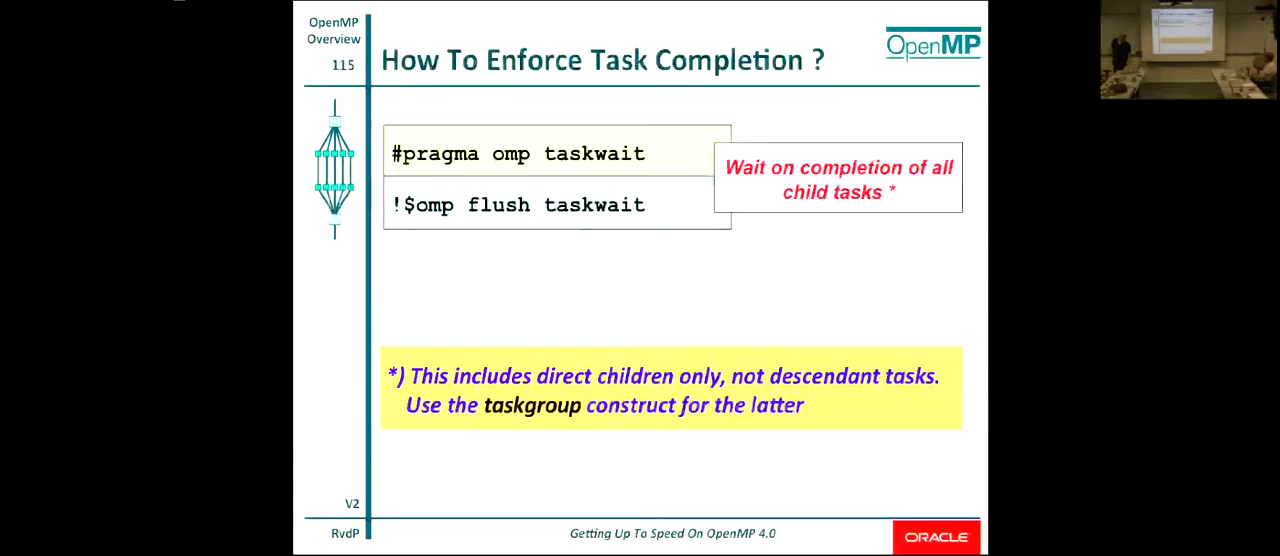 OpenMP
Overview
115
How To Enforce Task Completion ?
OpenMP
#pragma omp taskwait
!$omp flush taskwait
Wait on completion of all
child tasks *
*) This includes direct children only, not descendant tasks.
Use the taskgroup construct for the latter
V2
RvdP
Getting Up To Speed On OpenMP 4.0
ORACLE